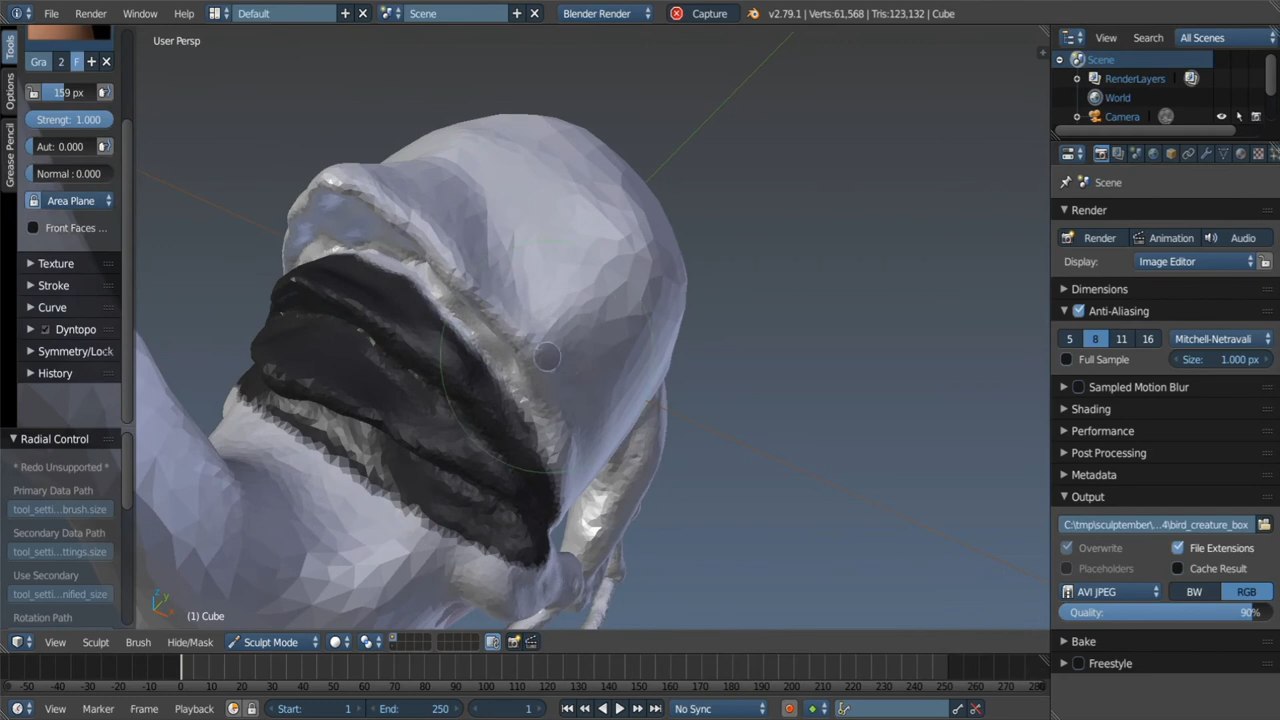 File Render Window Help Default Scene Blender Render Capture v2.79.1 | Verts:61,568 | Tris:123,132 | Cube
User Persp
View Search All Scenes
Scene
RenderLayers
World
Camera
Tools
Options
Grease Pencil
Gra 2 F
159 px
Strengt: 1.000
Aut: 0.000
Normal : 0.000
Area Plane
Front Faces ...
Texture
Stroke
Curve
Dyntopo
Symmetry/Lock
History
Radial Control
* Redo Unsupported *
Primary Data Path
tool_setti...brush.size
Secondary Data Path
tool_setti...ttings.size
Use Secondary
tool_setti...nified_size
Rotation Path
z y x
(1) Cube
Scene
Render
Render Animation Audio
Display: Image Editor
Dimensions
Anti-Aliasing
5 8 11 16 Mitchell-Netravali
Full Sample Size: 1.000 px
Sampled Motion Blur
Shading
Performance
Post Processing
Metadata
Output
C:\tmp\sculptember/...4\bird_creature_box
Overwrite File Extensions
Placeholders Cache Result
AVI JPEG BW RGB
Quality: 90%
Bake
Freestyle
View Sculpt Brush Hide/Mask Sculpt Mode
-50 -40 -30 -20 -10 0 10 20 30 40 50 60 70 80 90 100 110 120 130 140 150 160 170 180 190 200 210 220 230 240 250 260 270 280
View Marker Frame Playback Start: 1 End: 250 1 No Sync